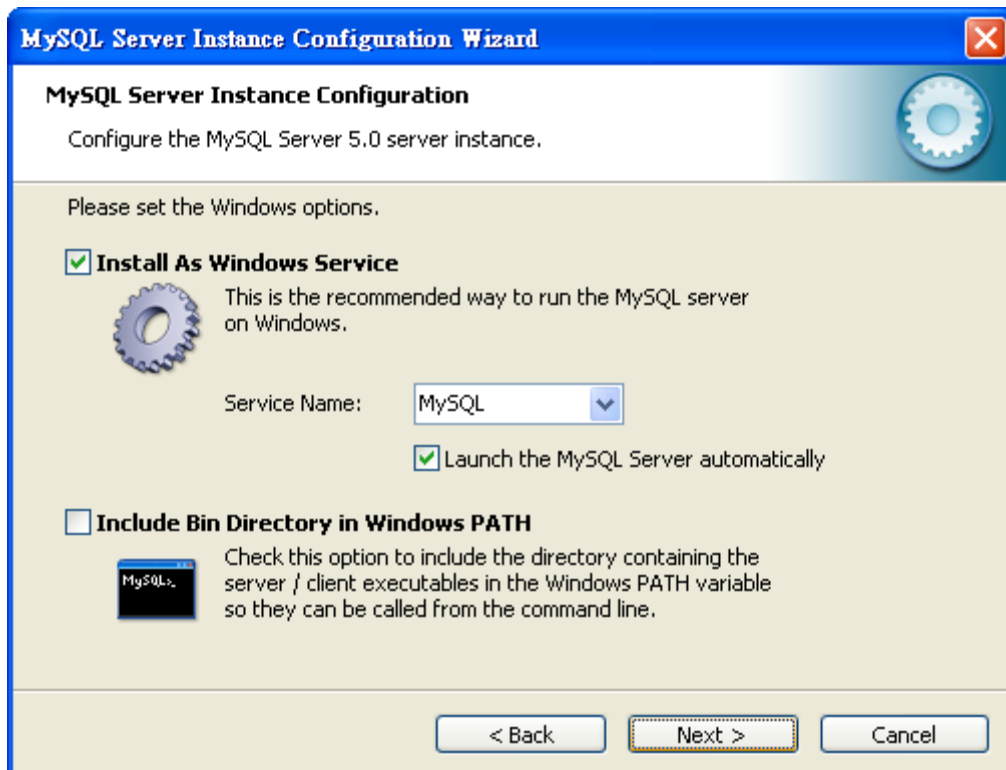 MySQL Server Instance Configuration Wizard
MySQL Server Instance Configuration
Configure the MySQL Server 5.0 server instance.
Please set the Windows options.
Install As Windows Service
This is the recommended way to run the MySQL server
on Windows.
Service Name: MySQL
Launch the MySQL Server automatically
Include Bin Directory in Windows PATH
MySQL>_
Check this option to include the directory containing the
server / client executables in the Windows PATH variable
so they can be called from the command line.
< Back Next > Cancel